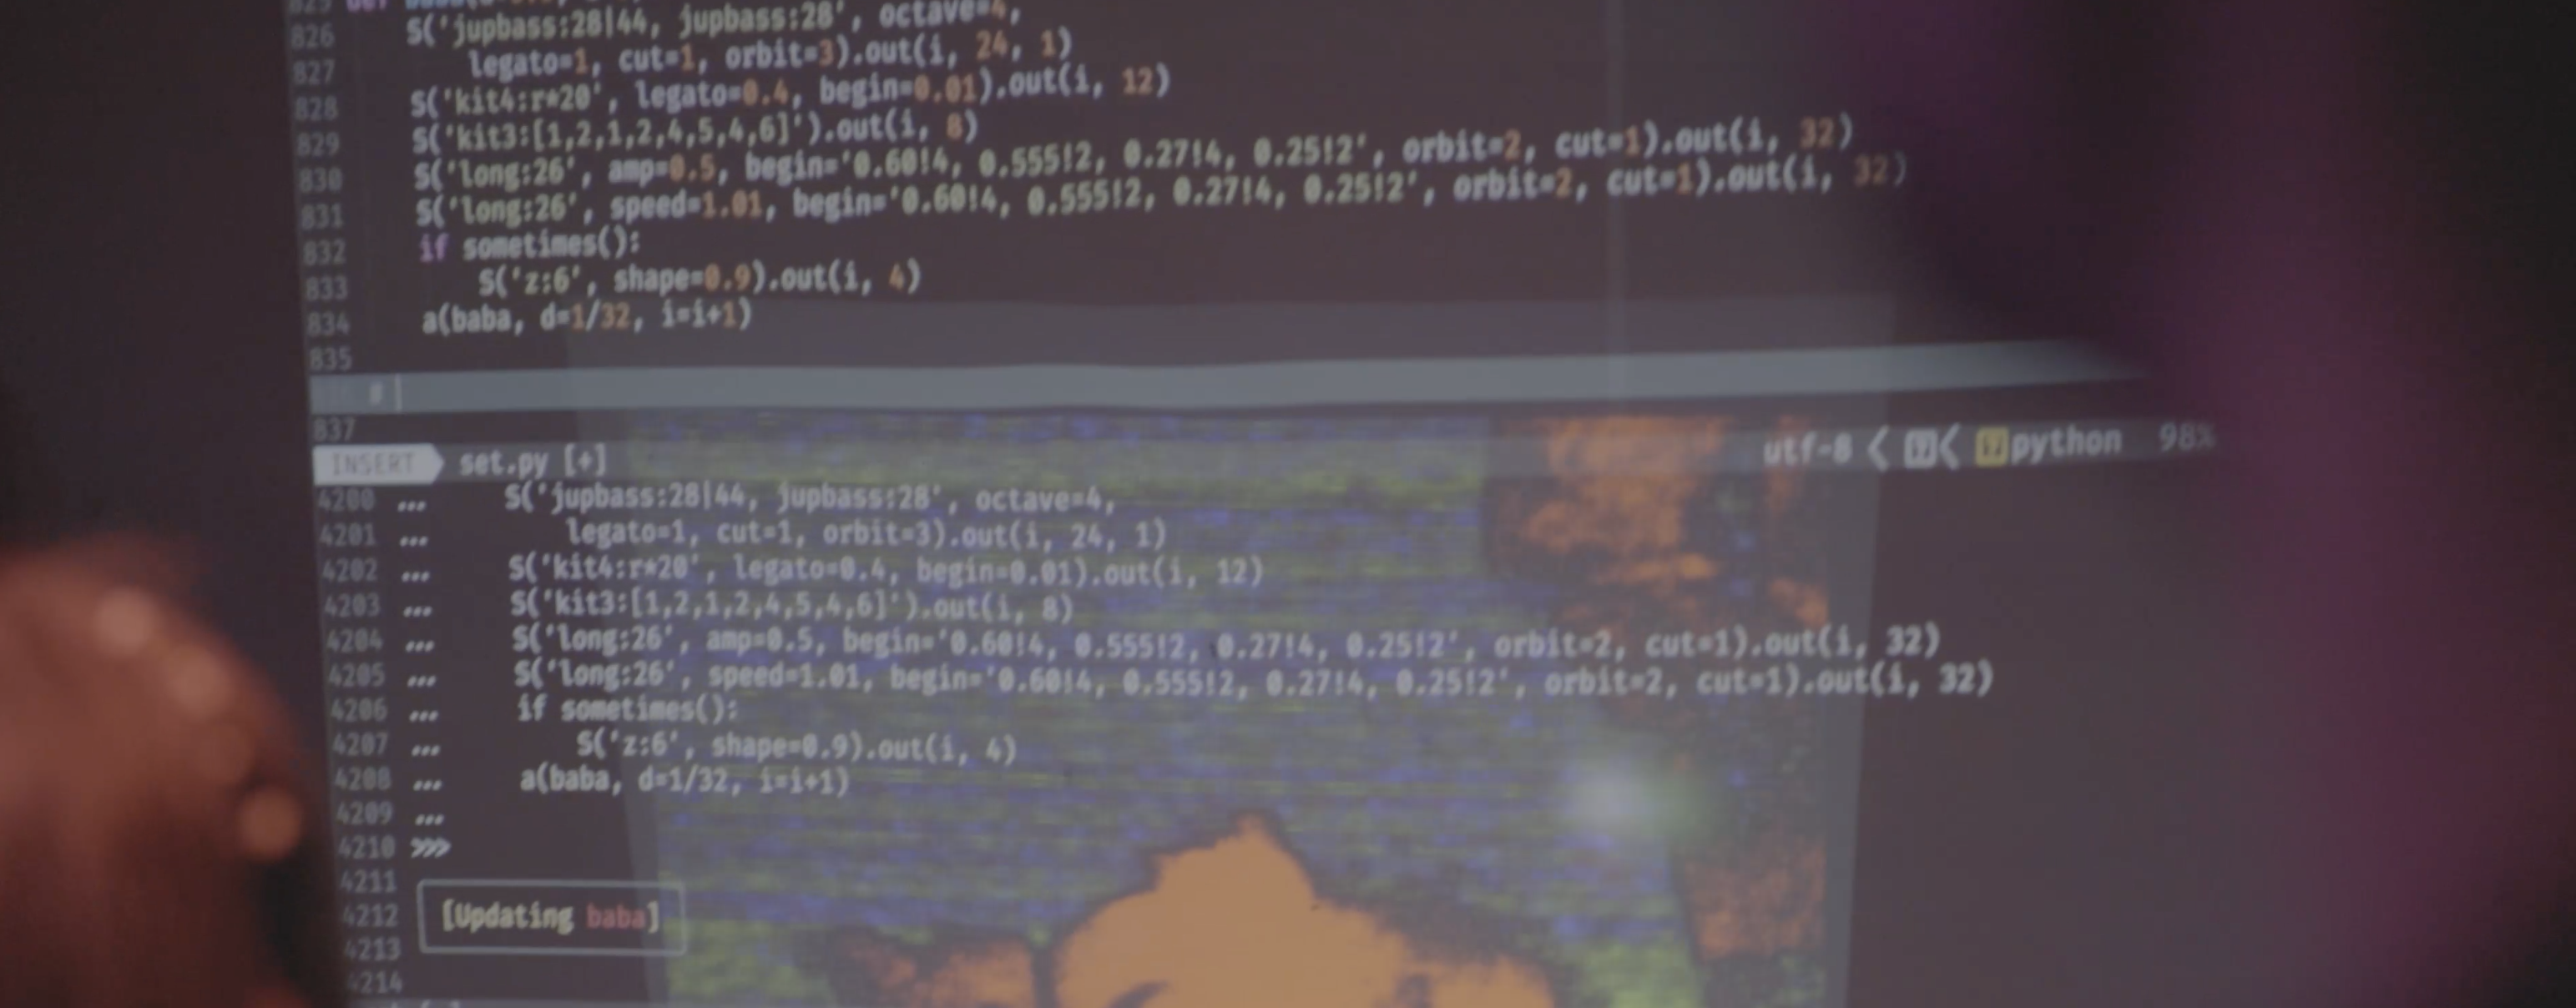 825 def baba(
826 S('jupbass:28|44, jupbass:28', octave=4,
827 legato=1, cut=1, orbit=3).out(i, 24, 1)
828 S('kit4:r*20', legato=0.4, begin=0.01).out(i, 12)
829 S('kit3:[1,2,1,2,4,5,4,6]').out(i, 8)
830 S('long:26', amp=0.5, begin='0.60!4, 0.555!2, 0.27!4, 0.25!2', orbit=2, cut=1).out(i, 32)
831 S('long:26', speed=1.01, begin='0.60!4, 0.555!2, 0.27!4, 0.25!2', orbit=2, cut=1).out(i, 32)
832 if sometimes():
833 S('z:6', shape=0.9).out(i, 4)
834 a(baba, d=1/32, i=i+1)
835
#
837
INSERT set.py [+] utf-8 < < python 98%
4200 ... S('jupbass:28|44, jupbass:28', octave=4,
4201 ... legato=1, cut=1, orbit=3).out(i, 24, 1)
4202 ... S('kit4:r*20', legato=0.4, begin=0.01).out(i, 12)
4203 ... S('kit3:[1,2,1,2,4,5,4,6]').out(i, 8)
4204 ... S('long:26', amp=0.5, begin='0.60!4, 0.555!2, 0.27!4, 0.25!2', orbit=2, cut=1).out(i, 32)
4205 ... S('long:26', speed=1.01, begin='0.60!4, 0.555!2, 0.27!4, 0.25!2', orbit=2, cut=1).out(i, 32)
4206 ... if sometimes():
4207 ... S('z:6', shape=0.9).out(i, 4)
4208 ... a(baba, d=1/32, i=i+1)
4209 ...
4210 >>>
4211
4212 [Updating baba]
4213
4214